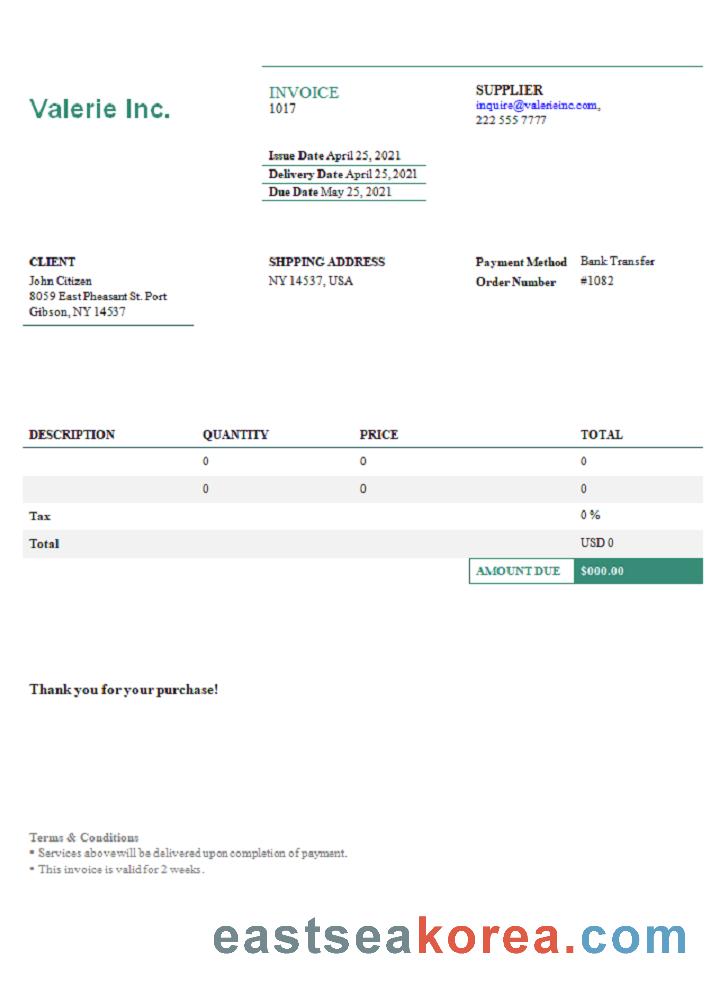 Valerie Inc.
INVOICE
1017
SUPPLIER
inquire@valerieinc.com,
222 555 7777
Issue Date April 25, 2021
Delivery Date April 25, 2021
Due Date May 25, 2021
CLIENT
John Citizen
8059 East Pheasant St. Port
Gibson, NY 14537
SHPPING ADDRESS
NY 14537, USA
Payment Method Bank Transfer
Order Number #1082
DESCRIPTION QUANTITY PRICE TOTAL
0 0 0
0 0 0
Tax 0 %
Total USD 0
AMOUNT DUE $000.00
Thank you for your purchase!
Terms & Conditions
* Services above will be delivered upon completion of payment.
* This invoice is valid for 2 weeks.
eastseakorea.com